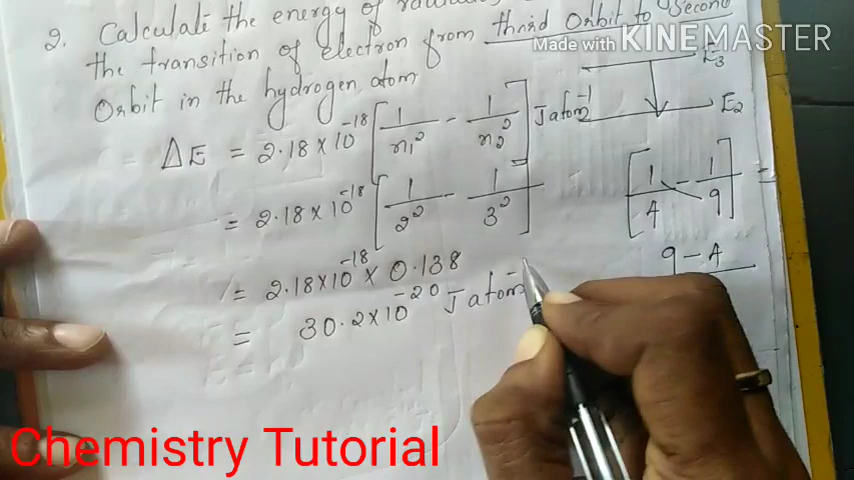 2. Calculate the energy of
the transition of electron from third Orbit to Second
Orbit in the hydrogen atom
Made with KINEMASTER
E3
E2
ΔE = 2.18 × 10⁻¹⁸ [1/n₁² - 1/n₂²] J atom⁻¹
= 2.18 × 10⁻¹⁸ [1/2² - 1/3²]
[1/4 - 1/9] =
9 - 4
= 2.18 × 10⁻¹⁸ × 0.138
= 30.2 × 10⁻²⁰ J atom⁻
Chemistry Tutorial